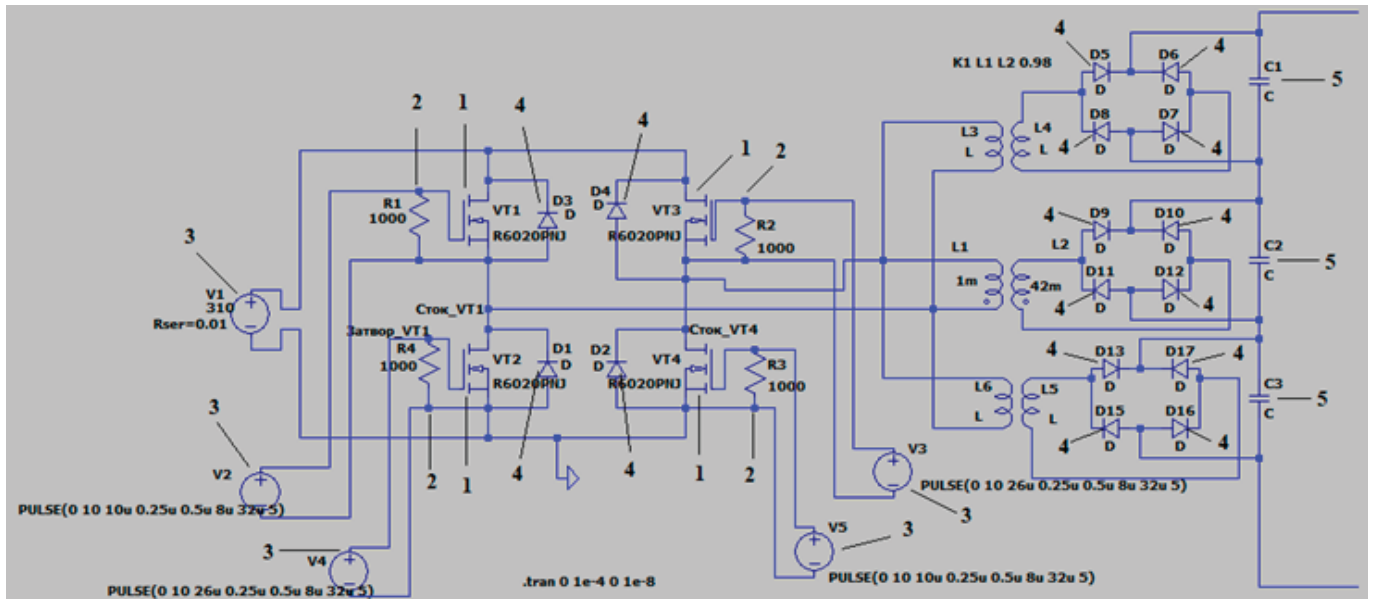 K1 L1 L2 0.98
4
D5
D
D6
D
4
C1
C
5
D8
D
D7
D
4
4
L3
L
L4
L
2
1
4
4
1
2
R1
1000
VT1
R6020PNJ
D3
D
D4
D
VT3
R6020PNJ
R2
1000
3
V1
310
Rser=0.01
4
D9
D
D10
D
4
L1
1m
L2
42m
C2
C
5
D11
D
D12
D
4
4
Сток_VT1
Затвор_VT1
R4
1000
VT2
R6020PNJ
D1
D
D2
D
Сток_VT4
VT4
R6020PNJ
R3
1000
4
D13
D
D17
D
4
L6
L
L5
L
C3
C
5
D15
D
D16
D
4
4
3
V2
PULSE(0 10 10u 0.25u 0.5u 8u 32u 5)
2
1
4
4
1
2
V3
PULSE(0 10 26u 0.25u 0.5u 8u 32u 5)
3
3
V4
PULSE(0 10 26u 0.25u 0.5u 8u 32u 5)
.tran 0 1e-4 0 1e-8
V5
3
PULSE(0 10 10u 0.25u 0.5u 8u 32u 5)